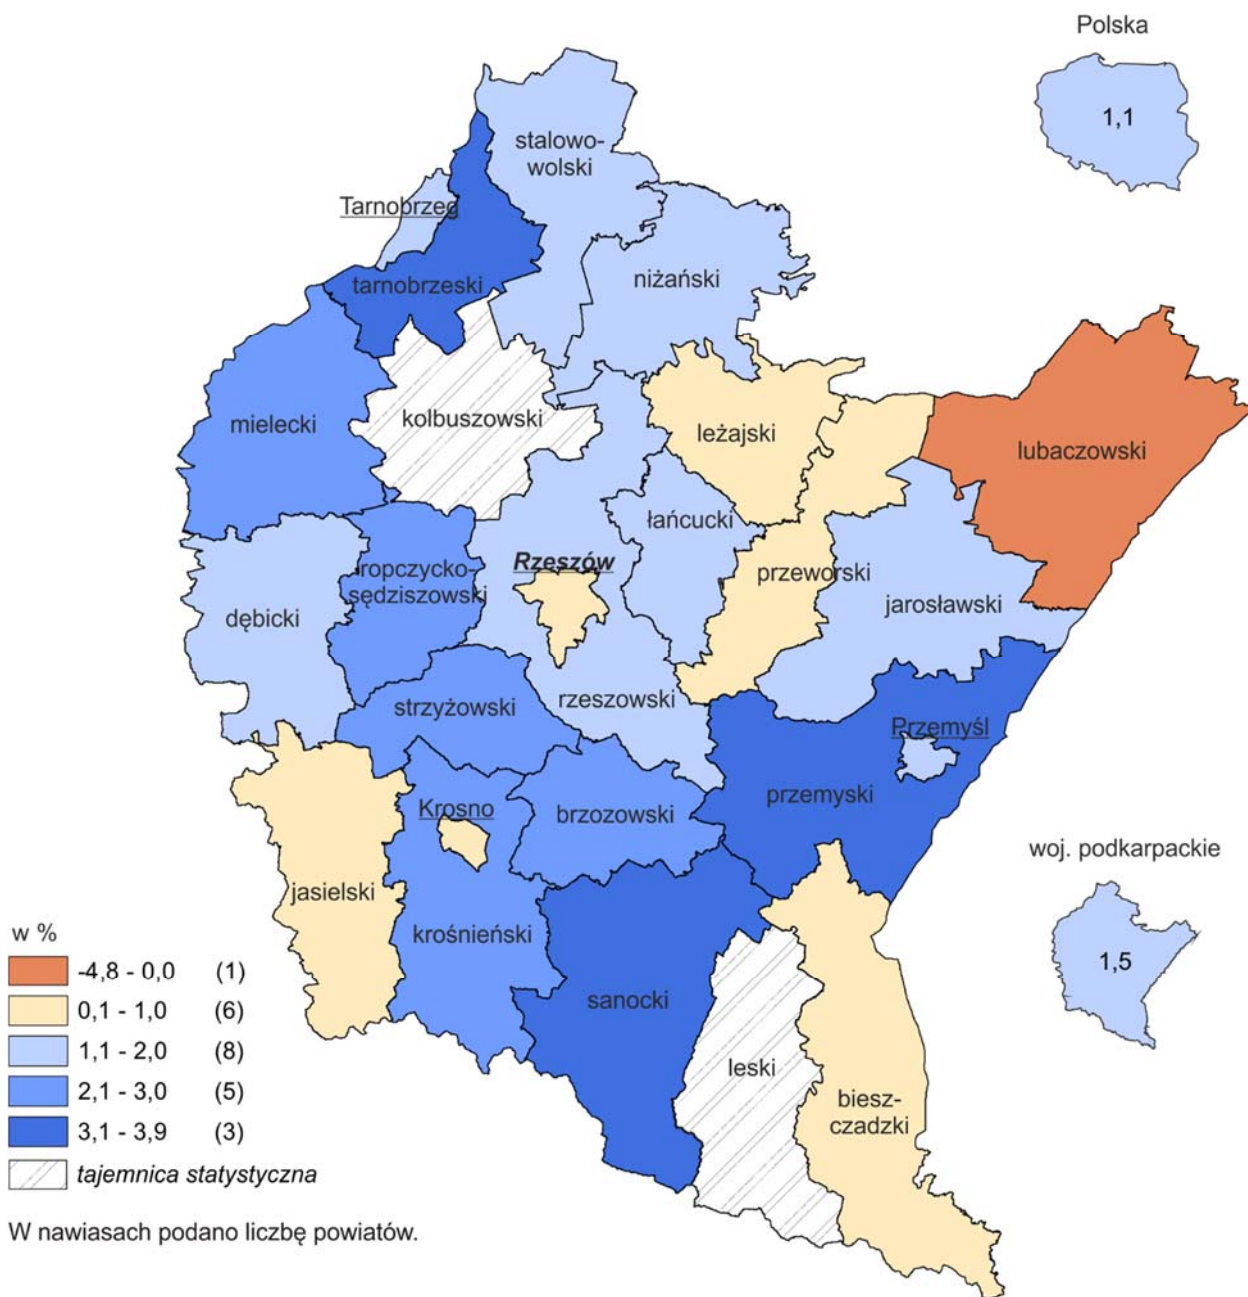 Polska
1,1
stalowo-
wolski
Tarnobrzeg
tarnobrzeski
niżański
mielecki
kolbuszowski
leżajski
lubaczowski
łańcucki
ropczycko-
sędziszowski
Rzeszów
przeworski
jarosławski
dębicki
rzeszowski
strzyżowski
Przemyśl
przemyski
Krosno
brzozowski
woj. podkarpackie
1,5
jasielski
krośnieński
sanocki
leski
biesz-
czadzki
w %
-4,8 - 0,0 (1)
0,1 - 1,0 (6)
1,1 - 2,0 (8)
2,1 - 3,0 (5)
3,1 - 3,9 (3)
tajemnica statystyczna
W nawiasach podano liczbę powiatów.